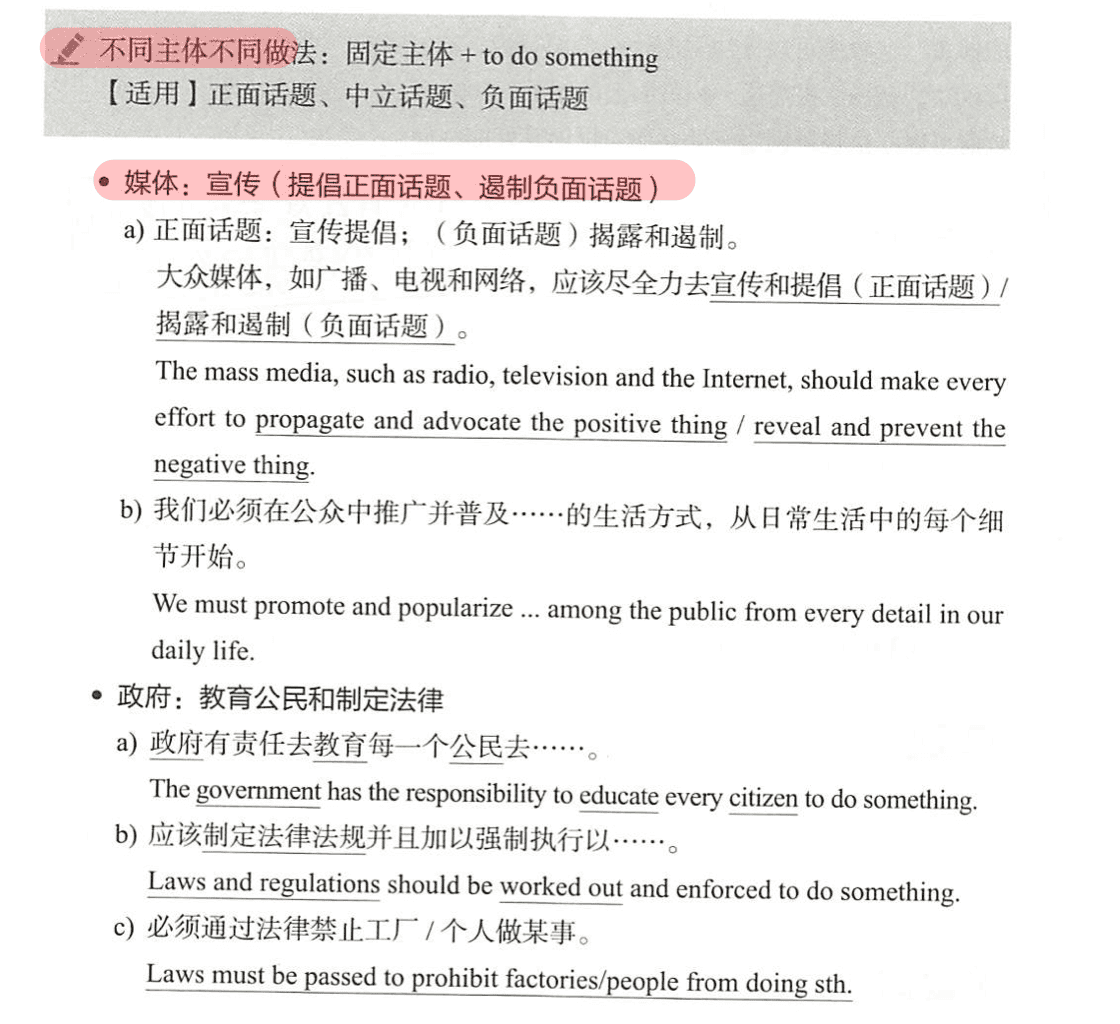 不同主体不同做法：固定主体 + to do something
【适用】正面话题、中立话题、负面话题
• 媒体：宣传（提倡正面话题、遏制负面话题）
a) 正面话题：宣传提倡；（负面话题）揭露和遏制。
大众媒体，如广播、电视和网络，应该尽全力去宣传和提倡（正面话题）/
揭露和遏制（负面话题）。
The mass media, such as radio, television and the Internet, should make every
effort to propagate and advocate the positive thing / reveal and prevent the
negative thing.
b) 我们必须在公众中推广并普及……的生活方式，从日常生活中的每个细
节开始。
We must promote and popularize ... among the public from every detail in our
daily life.
• 政府：教育公民和制定法律
a) 政府有责任去教育每一个公民去……。
The government has the responsibility to educate every citizen to do something.
b) 应该制定法律法规并且加以强制执行以……。
Laws and regulations should be worked out and enforced to do something.
c) 必须通过法律禁止工厂 / 个人做某事。
Laws must be passed to prohibit factories/people from doing sth.